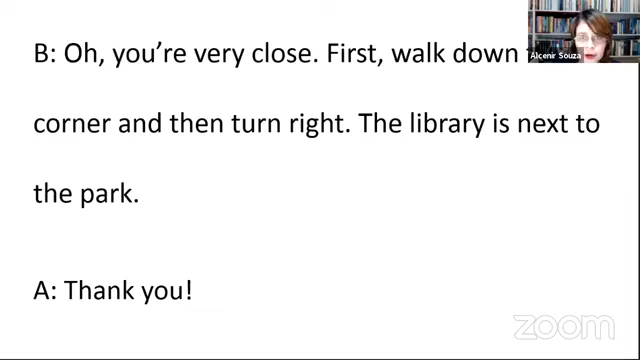 B: Oh, you’re very close. First, walk down
corner and then turn right. The library is next to
the park.
A: Thank you!
Alcenir Souza
zoom